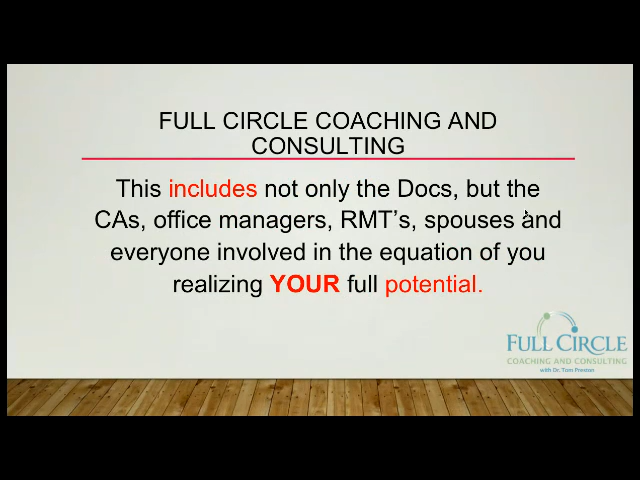 FULL CIRCLE COACHING AND
CONSULTING
This includes not only the Docs, but the
CAs, office managers, RMT’s, spouses and
everyone involved in the equation of you
realizing YOUR full potential.
FULL CIRCLE
COACHING AND CONSULTING
with Dr. Tom Preston